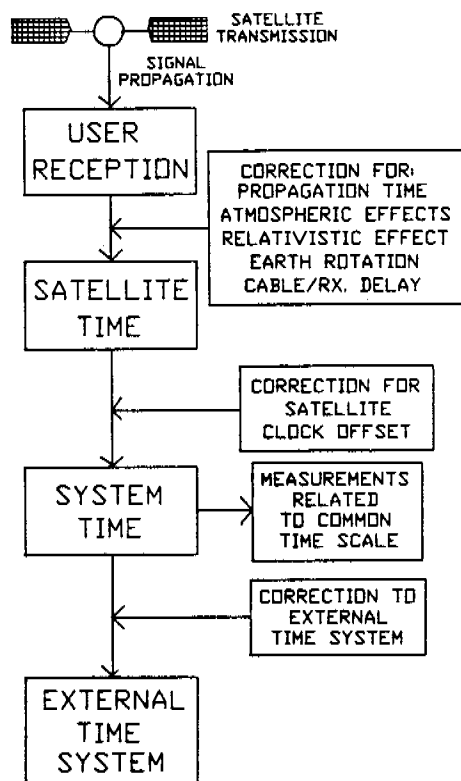 SATELLITE
TRANSMISSION
SIGNAL
PROPAGATION
USER
RECEPTION
CORRECTION FOR:
PROPAGATION TIME
ATMOSPHERIC EFFECTS
RELATIVISTIC EFFECT
EARTH ROTATION
CABLE/RX. DELAY
SATELLITE
TIME
CORRECTION FOR
SATELLITE
CLOCK OFFSET
SYSTEM
TIME
MEASUREMENTS
RELATED
TO COMMON
TIME SCALE
CORRECTION TO
EXTERNAL
TIME SYSTEM
EXTERNAL
TIME
SYSTEM